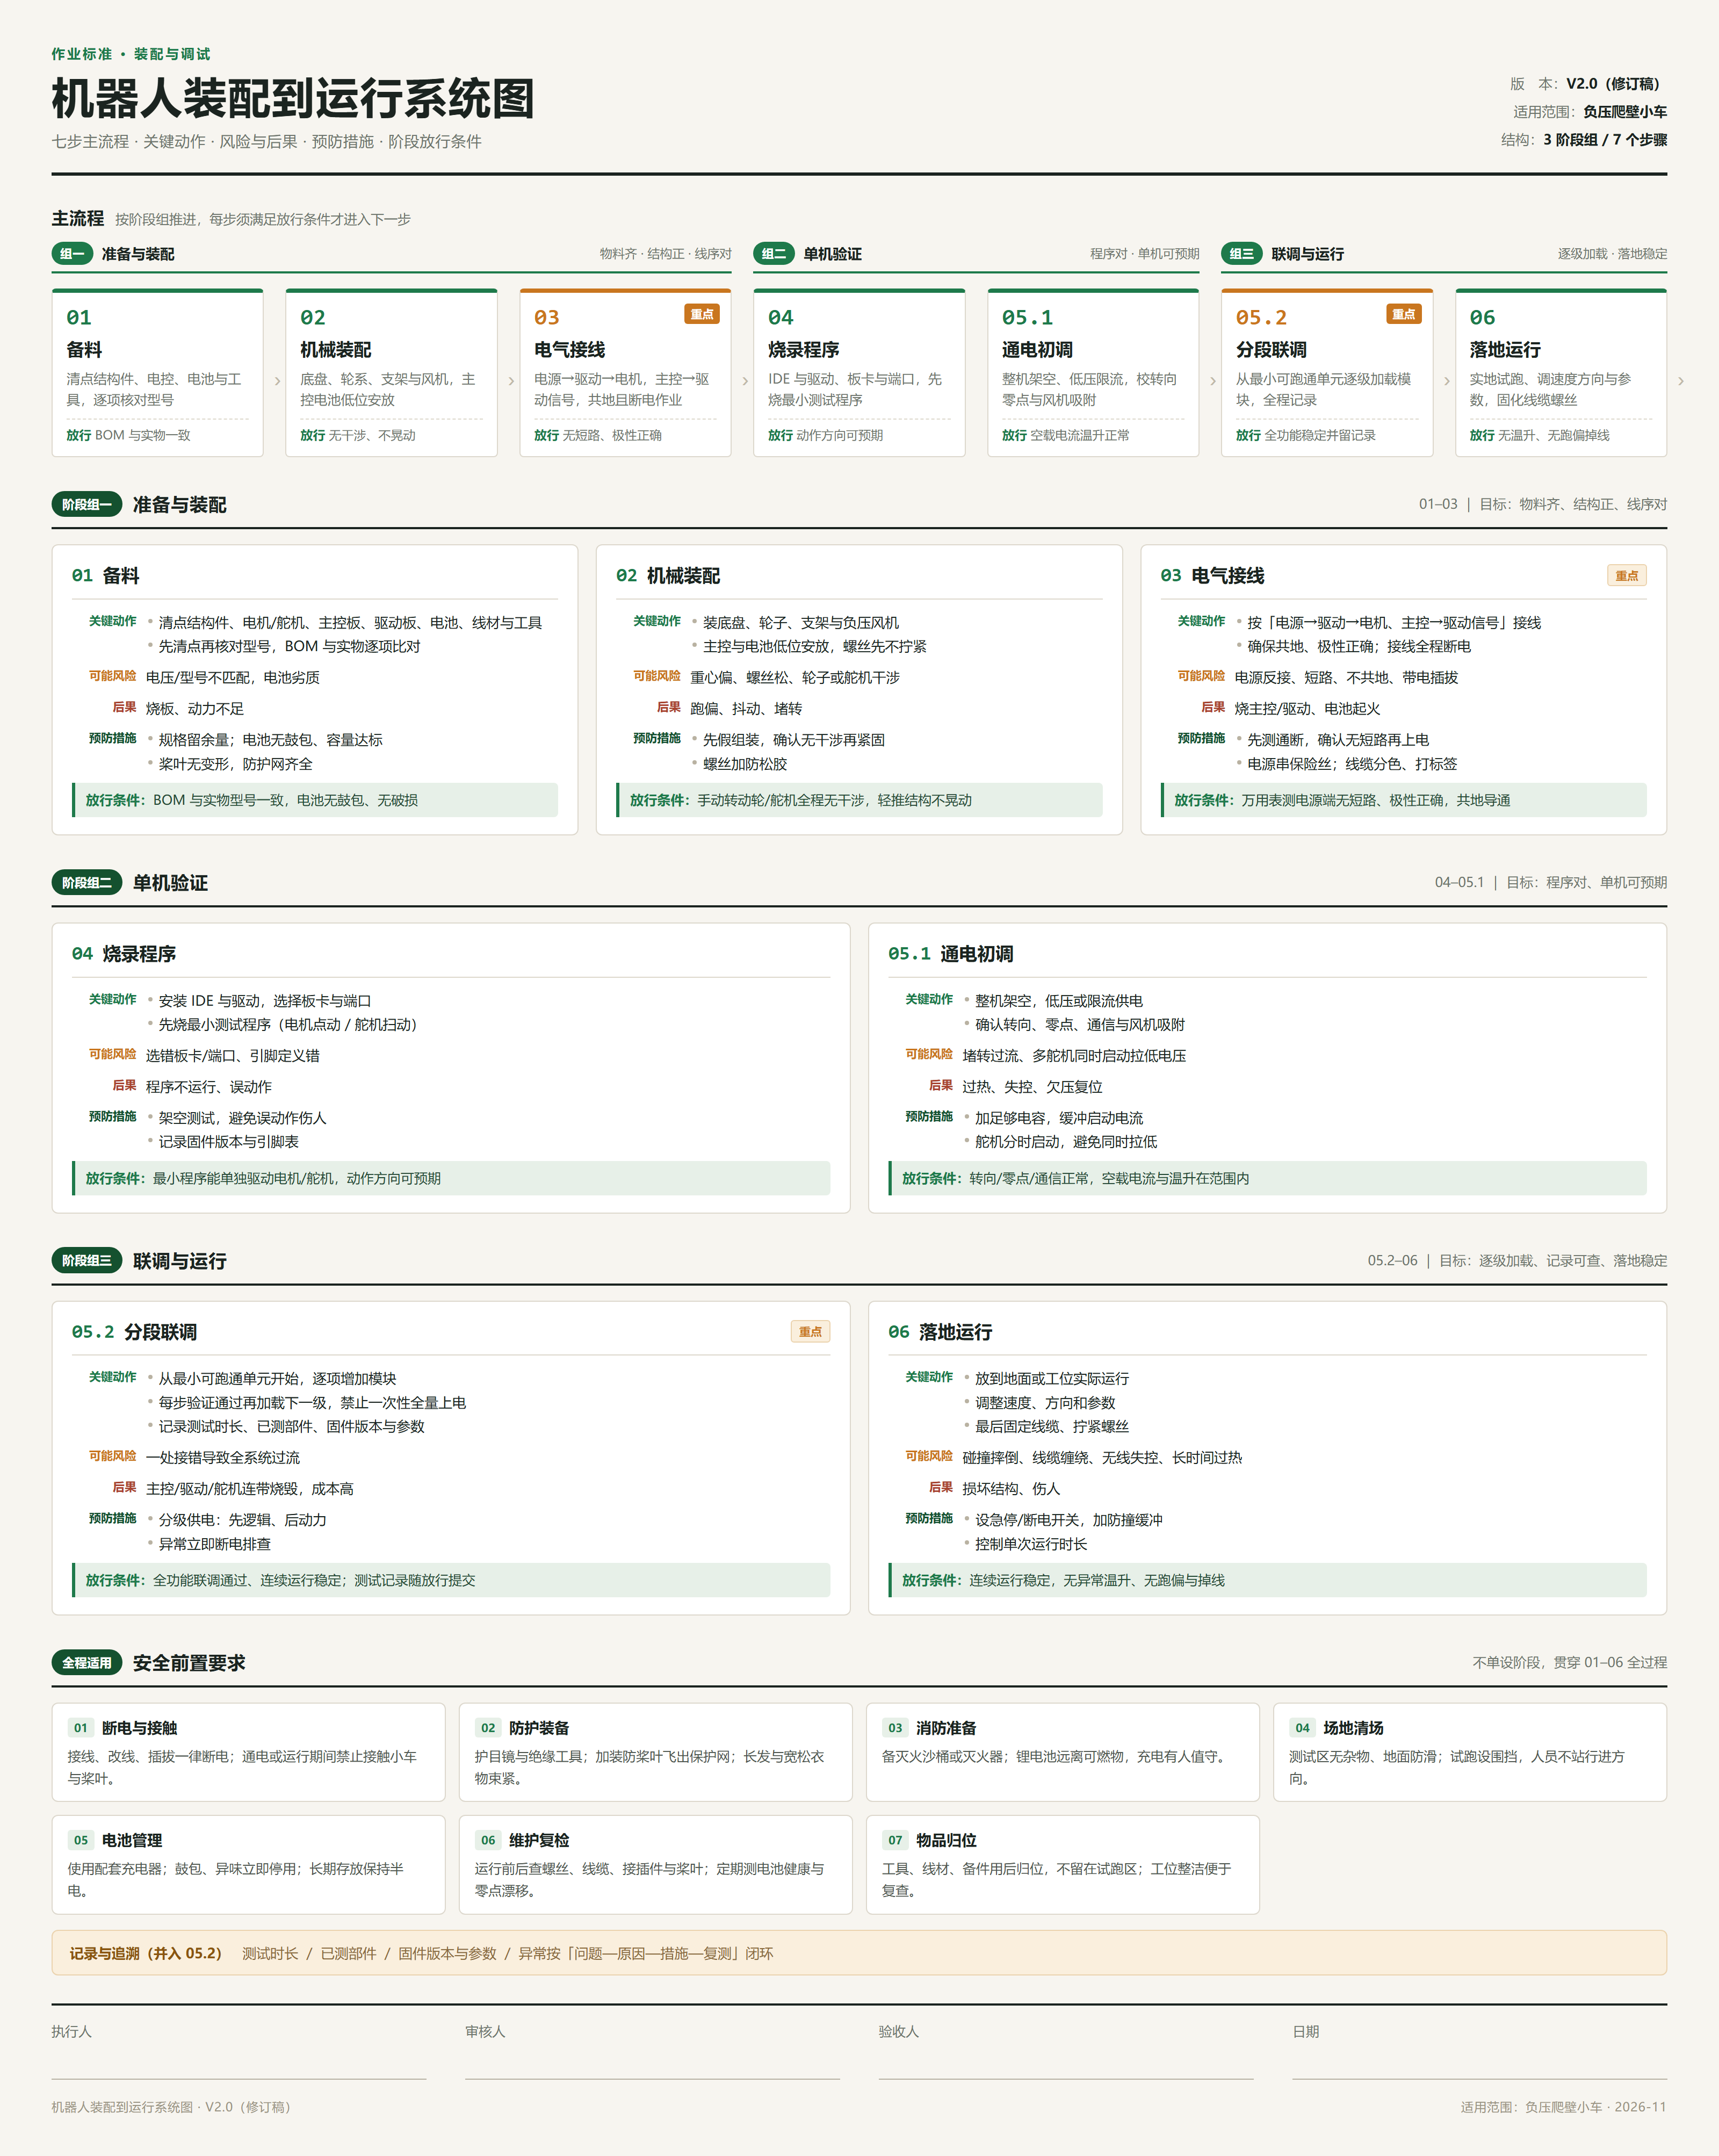 作业标准 · 装配与调试
机器人装配到运行系统图
七步主流程 · 关键动作 · 风险与后果 · 预防措施 · 阶段放行条件
版 本：V2.0（修订稿）
适用范围：负压爬壁小车
结构：3 阶段组 / 7 个步骤
主流程 按阶段组推进，每步须满足放行条件才进入下一步
组一 准备与装配 物料齐 · 结构正 · 线序对
组二 单机验证 程序对 · 单机可预期
组三 联调与运行 逐级加载 · 落地稳定
01
备料
清点结构件、电控、电池与工
具，逐项核对型号
放行 BOM 与实物一致
›
02
机械装配
底盘、轮系、支架与风机，主
控电池低位安放
放行 无干涉、不晃动
›
03 重点
电气接线
电源→驱动→电机，主控→驱
动信号，共地且断电作业
放行 无短路、极性正确
›
04
烧录程序
IDE 与驱动、板卡与端口，先
烧最小测试程序
放行 动作方向可预期
05.1
通电初调
整机架空、低压限流，校转向
零点与风机吸附
放行 空载电流温升正常
›
05.2 重点
分段联调
从最小可跑通单元逐级加载模
块，全程记录
放行 全功能稳定并留记录
›
06
落地运行
实地试跑、调速度方向与参
数，固化线缆螺丝
放行 无温升、无跑偏掉线
›
阶段组一 准备与装配 01–03 | 目标：物料齐、结构正、线序对
01 备料
关键动作 • 清点结构件、电机/舵机、主控板、驱动板、电池、线材与工具
• 先清点再核对型号，BOM 与实物逐项比对
可能风险 电压/型号不匹配，电池劣质
后果 烧板、动力不足
预防措施 • 规格留余量；电池无鼓包、容量达标
• 桨叶无变形，防护网齐全
放行条件：BOM 与实物型号一致，电池无鼓包、无破损
02 机械装配
关键动作 • 装底盘、轮子、支架与负压风机
• 主控与电池低位安放，螺丝先不拧紧
可能风险 重心偏、螺丝松、轮子或舵机干涉
后果 跑偏、抖动、堵转
预防措施 • 先假组装，确认无干涉再紧固
• 螺丝加防松胶
放行条件：手动转动轮/舵机全程无干涉，轻推结构不晃动
03 电气接线 重点
关键动作 • 按「电源→驱动→电机、主控→驱动信号」接线
• 确保共地、极性正确；接线全程断电
可能风险 电源反接、短路、不共地、带电插拔
后果 烧主控/驱动、电池起火
预防措施 • 先测通断，确认无短路再上电
• 电源串保险丝；线缆分色、打标签
放行条件：万用表测电源端无短路、极性正确，共地导通
阶段组二 单机验证 04–05.1 | 目标：程序对、单机可预期
04 烧录程序
关键动作 • 安装 IDE 与驱动，选择板卡与端口
• 先烧最小测试程序（电机点动 / 舵机扫动）
可能风险 选错板卡/端口、引脚定义错
后果 程序不运行、误动作
预防措施 • 架空测试，避免误动作伤人
• 记录固件版本与引脚表
放行条件：最小程序能单独驱动电机/舵机，动作方向可预期
05.1 通电初调
关键动作 • 整机架空，低压或限流供电
• 确认转向、零点、通信与风机吸附
可能风险 堵转过流、多舵机同时启动拉低电压
后果 过热、失控、欠压复位
预防措施 • 加足够电容，缓冲启动电流
• 舵机分时启动，避免同时拉低
放行条件：转向/零点/通信正常，空载电流与温升在范围内
阶段组三 联调与运行 05.2–06 | 目标：逐级加载、记录可查、落地稳定
05.2 分段联调 重点
关键动作 • 从最小可跑通单元开始，逐项增加模块
• 每步验证通过再加载下一级，禁止一次性全量上电
• 记录测试时长、已测部件、固件版本与参数
可能风险 一处接错导致全系统过流
后果 主控/驱动/舵机连带烧毁，成本高
预防措施 • 分级供电：先逻辑、后动力
• 异常立即断电排查
放行条件：全功能联调通过、连续运行稳定；测试记录随放行提交
06 落地运行
关键动作 • 放到地面或工位实际运行
• 调整速度、方向和参数
• 最后固定线缆、拧紧螺丝
可能风险 碰撞摔倒、线缆缠绕、无线失控、长时间过热
后果 损坏结构、伤人
预防措施 • 设急停/断电开关，加防撞缓冲
• 控制单次运行时长
放行条件：连续运行稳定，无异常温升、无跑偏与掉线
全程适用 安全前置要求 不单设阶段，贯穿 01–06 全过程
01 断电与接触
接线、改线、插拔一律断电；通电或运行期间禁止接触小车
与桨叶。
02 防护装备
护目镜与绝缘工具；加装防桨叶飞出保护网；长发与宽松衣
物束紧。
03 消防准备
备灭火沙桶或灭火器；锂电池远离可燃物，充电有人值守。
04 场地清场
测试区无杂物、地面防滑；试跑设围挡，人员不站行进方
向。
05 电池管理
使用配套充电器；鼓包、异味立即停用；长期存放保持半
电。
06 维护复检
运行前后查螺丝、线缆、接插件与桨叶；定期测电池健康与
零点漂移。
07 物品归位
工具、线材、备件用后归位，不留在试跑区；工位整洁便于
复查。
记录与追溯（并入 05.2） 测试时长 / 已测部件 / 固件版本与参数 / 异常按「问题—原因—措施—复测」闭环
执行人
审核人
验收人
日期
机器人装配到运行系统图 · V2.0（修订稿）
适用范围：负压爬壁小车 · 2026-11